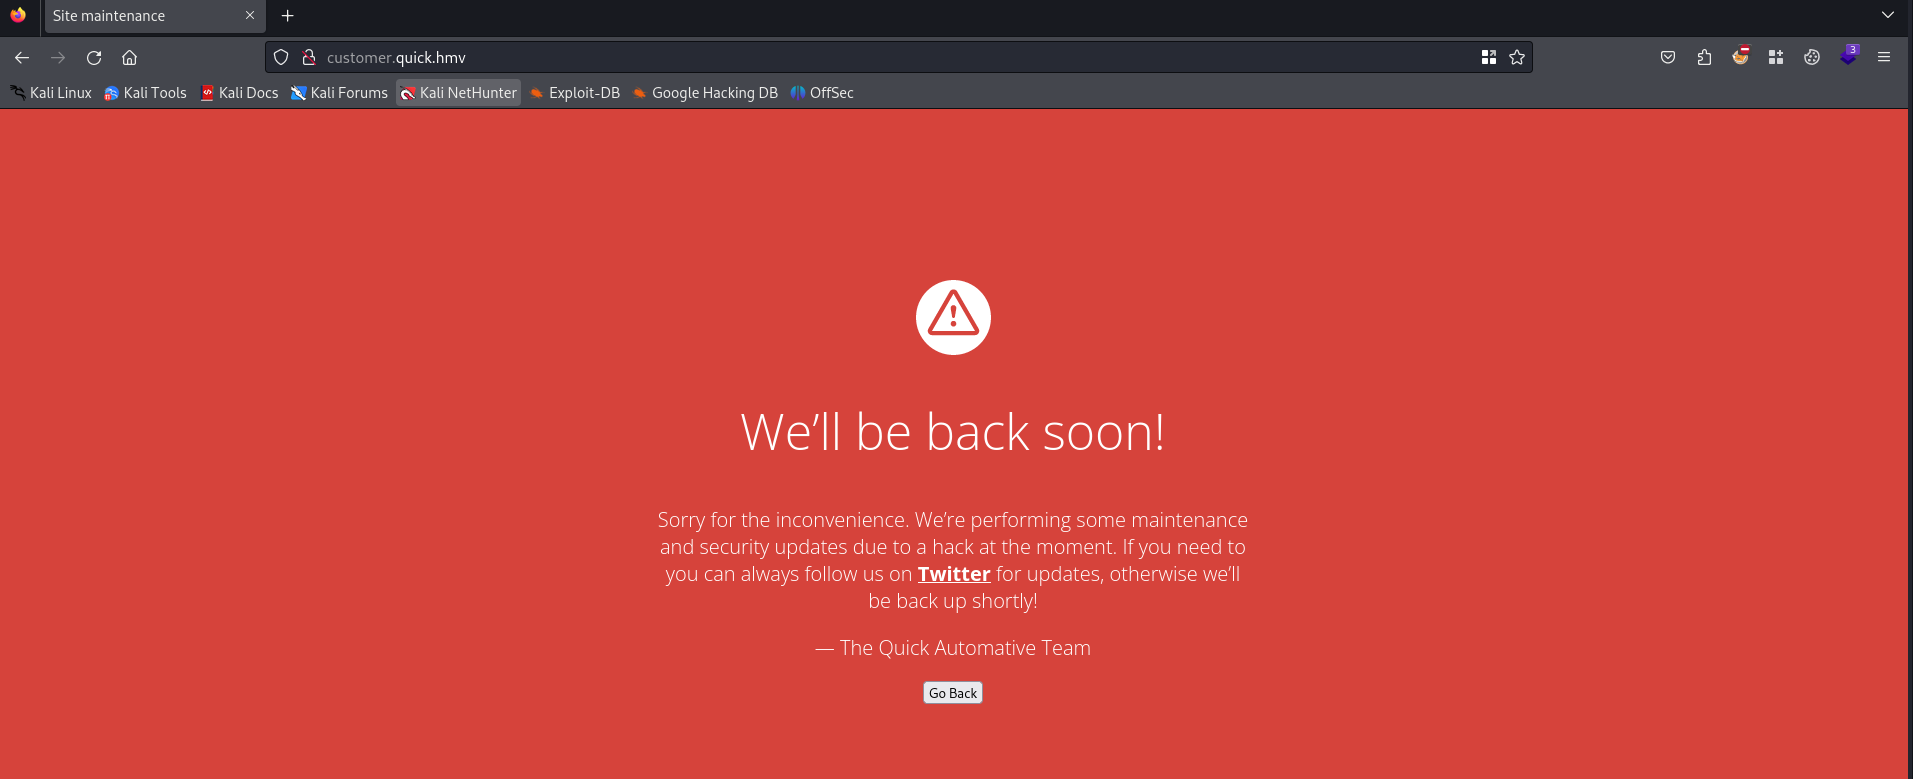 Site maintenance
customer.quick.hmv
3
Kali Linux Kali Tools Kali Docs Kali Forums Kali NetHunter Exploit-DB Google Hacking DB OffSec
We’ll be back soon!
Sorry for the inconvenience. We’re performing some maintenance
and security updates due to a hack at the moment. If you need to
you can always follow us on Twitter for updates, otherwise we’ll
be back up shortly!
— The Quick Automative Team
Go Back